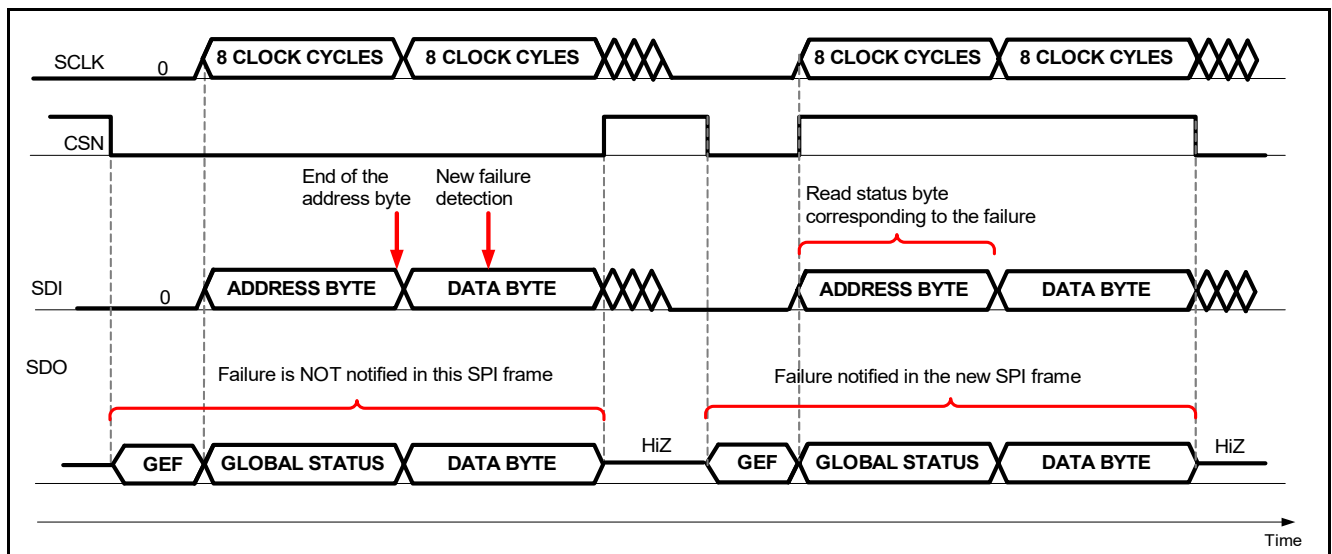 SCLK
0
8 CLOCK CYCLES
8 CLOCK CYLES
8 CLOCK CYCLES
8 CLOCK CYLES
CSN
End of the
address byte
New failure
detection
Read status byte
corresponding to the failure
SDI
0
ADDRESS BYTE
DATA BYTE
ADDRESS BYTE
DATA BYTE
SDO
Failure is NOT notified in this SPI frame
Failure notified in the new SPI frame
GEF
GLOBAL STATUS
DATA BYTE
HiZ
GEF
GLOBAL STATUS
DATA BYTE
HiZ
Time